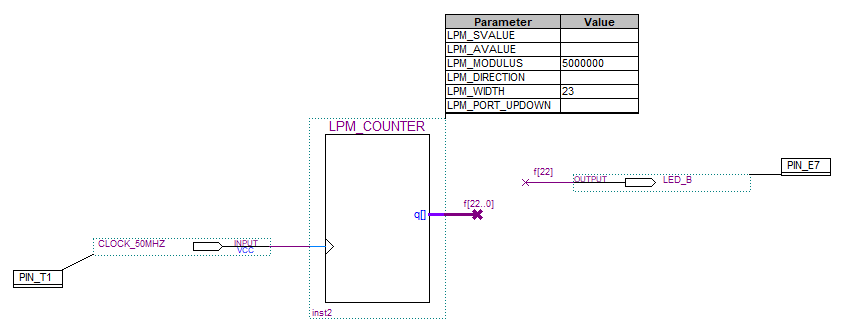 Parameter Value
LPM_SVALUE
LPM_AVALUE
LPM_MODULUS 5000000
LPM_DIRECTION
LPM_WIDTH 23
LPM_PORT_UPDOWN
LPM_COUNTER
f[22]
PIN_E7
OUTPUT LED_B
q[] f[22..0]
CLOCK_50MHZ INPUT
VCC
PIN_T1
inst2